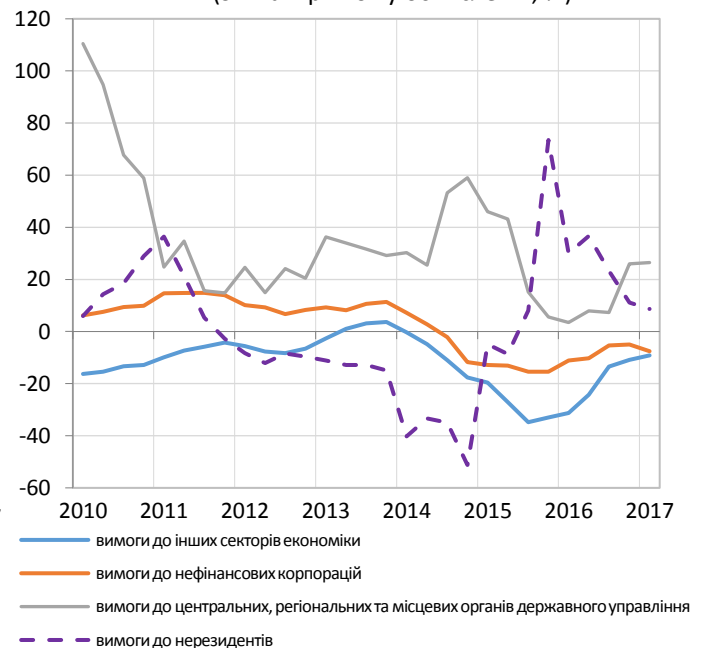 120
100
80
60
40
20
0
-20
-40
-60
2010 2011 2012 2013 2014 2015 2016 2017
вимоги до інших секторів економіки
вимоги до нефінансових корпорацій
вимоги до центральних, регіональних та місцевих органів державного управління
вимоги до нерезидентів